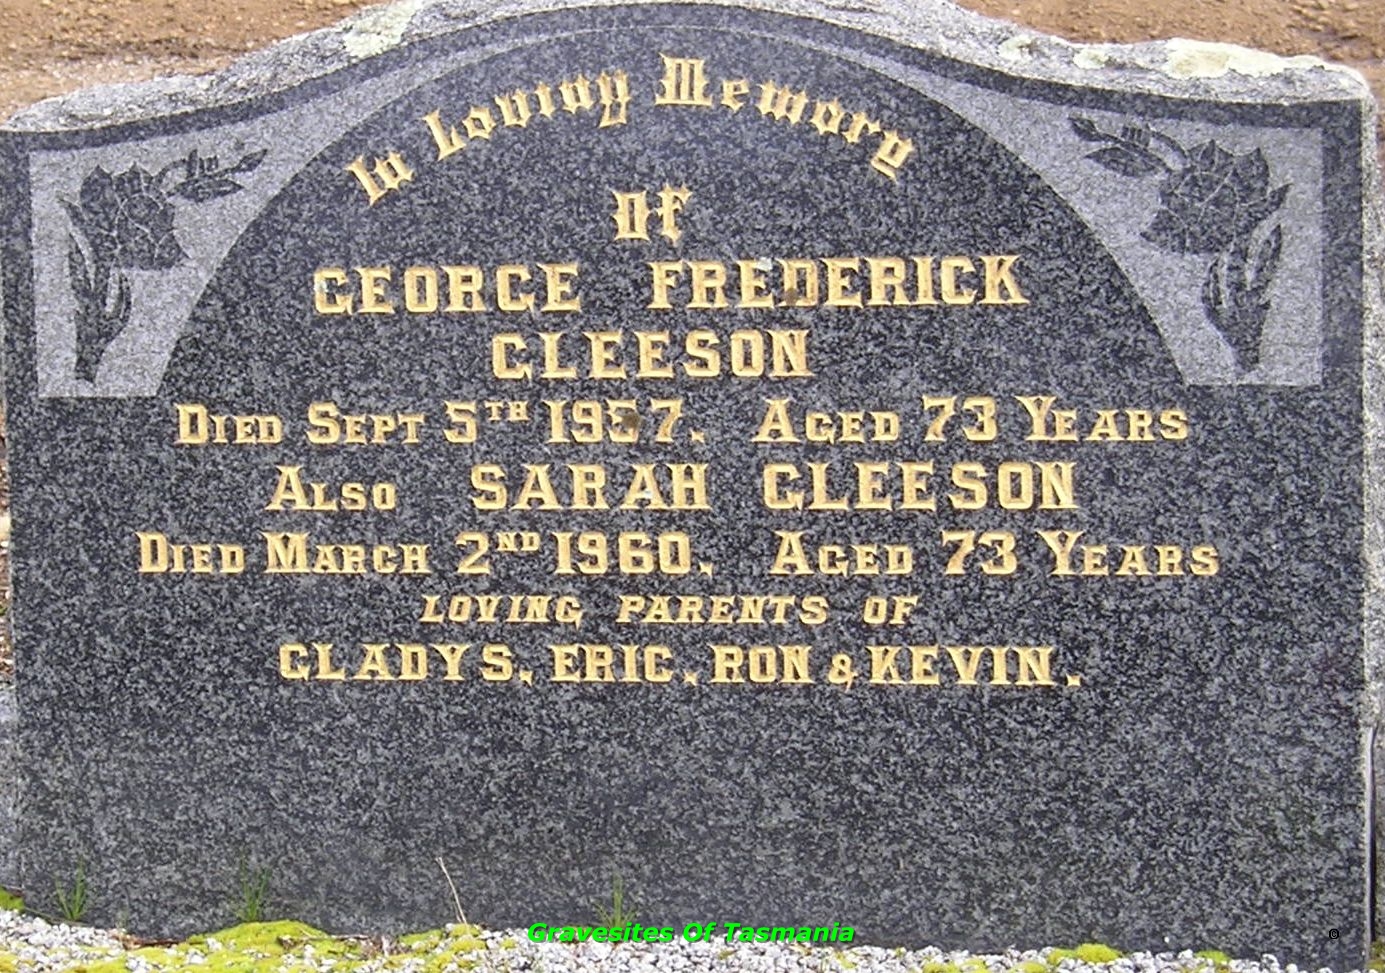 In Loving Memory
Of
GEORGE FREDERICK
GLEESON
DIED SEPT 5TH 1957. AGED 73 YEARS
ALSO SARAH GLEESON
DIED MARCH 2ND 1960. AGED 73 YEARS
LOVING PARENTS OF
GLADYS, ERIC, RON & KEVIN.
Gravesites Of Tasmania ©